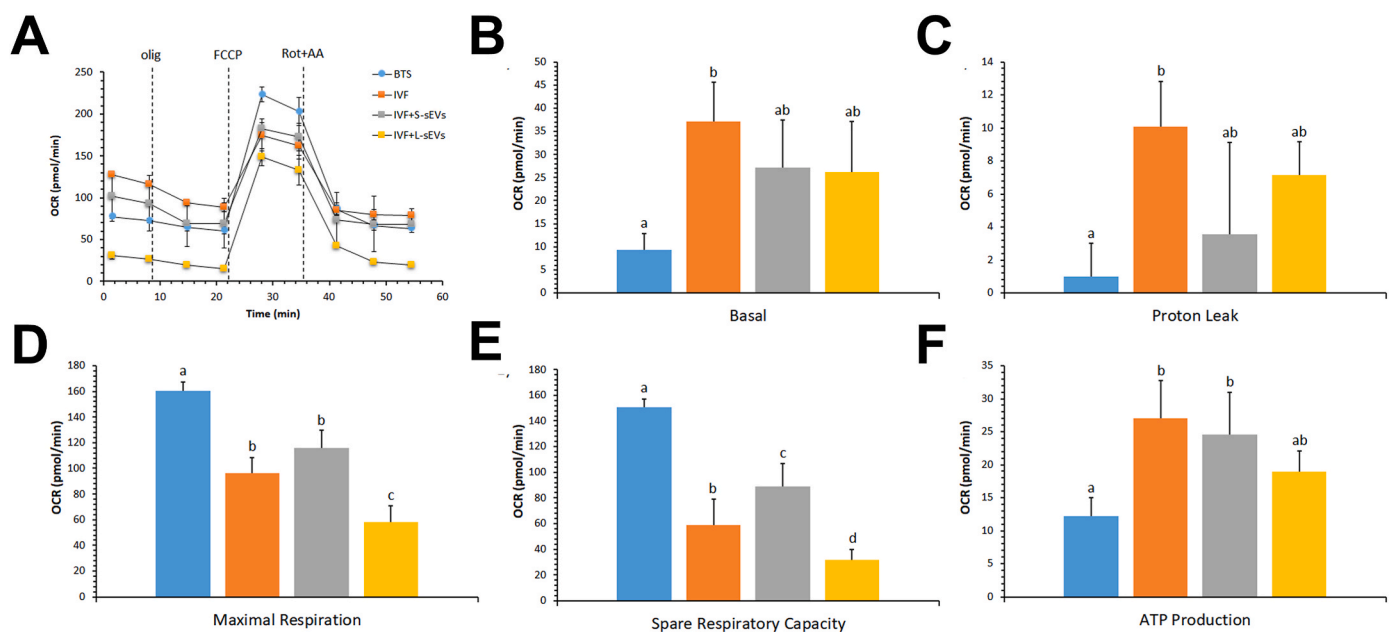 A
olig
FCCP
Rot+AA
OCR (pmol/min)
250
200
150
100
50
0
0
10
20
30
40
50
60
Time (min)
BTS
IVF
IVF+S-sEVs
IVF+L-sEVs
B
OCR (pmol/min)
50
45
40
35
30
25
20
15
10
5
0
a
b
ab
ab
Basal
C
OCR (pmol/min)
14
12
10
8
6
4
2
0
a
b
ab
ab
Proton Leak
D
OCR (pmol/min)
180
160
140
120
100
80
60
40
20
0
a
b
b
c
Maximal Respiration
E
OCR (pmol/min)
180
160
140
120
100
80
60
40
20
0
a
b
c
d
Spare Respiratory Capacity
F
OCR (pmol/min)
35
30
25
20
15
10
5
0
a
b
b
ab
ATP Production